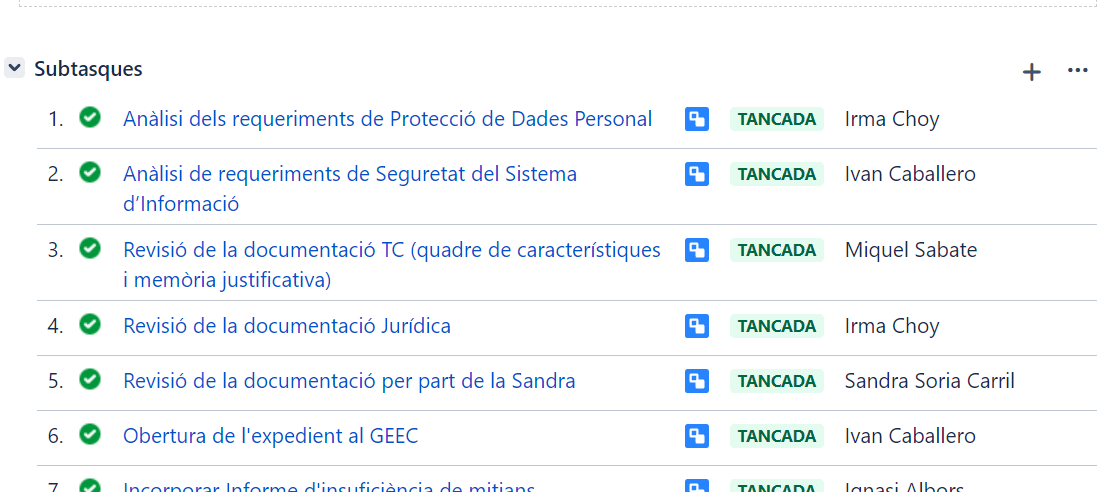 Subtasques
1. Anàlisi dels requeriments de Protecció de Dades Personal TANCADA Irma Choy
2. Anàlisi de requeriments de Seguretat del Sistema TANCADA Ivan Caballero
d’Informació
3. Revisió de la documentació TC (quadre de característiques TANCADA Miquel Sabate
i memòria justificativa)
4. Revisió de la documentació Jurídica TANCADA Irma Choy
5. Revisió de la documentació per part de la Sandra TANCADA Sandra Soria Carril
6. Obertura de l'expedient al GEEC TANCADA Ivan Caballero
7. Incorporar Informe d'insuficiència de mitjans TANCADA Ignasi Albors